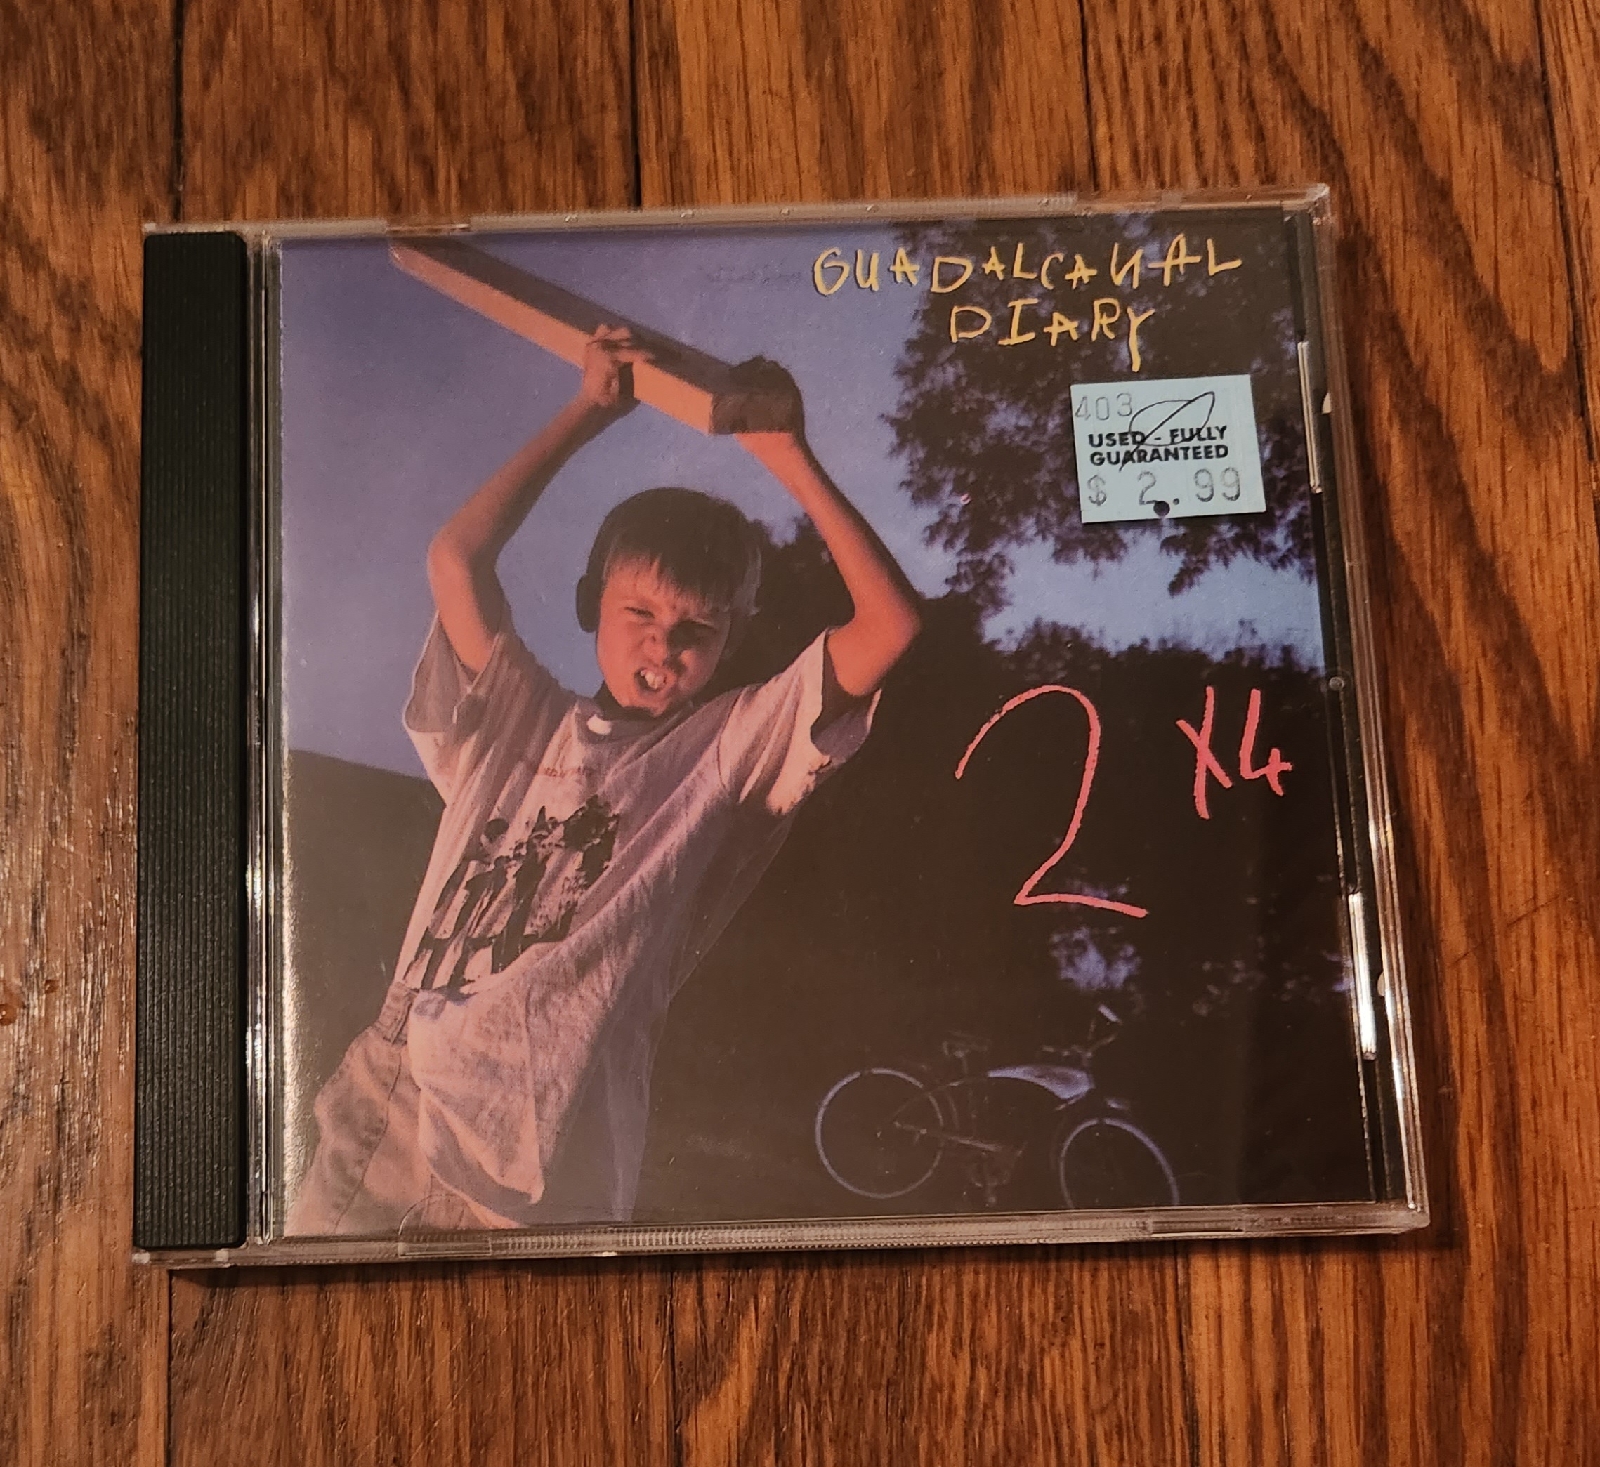 GUADALCANAL
DIARY
403
USED - FULLY
GUARANTEED
$ 2.99
2 x4